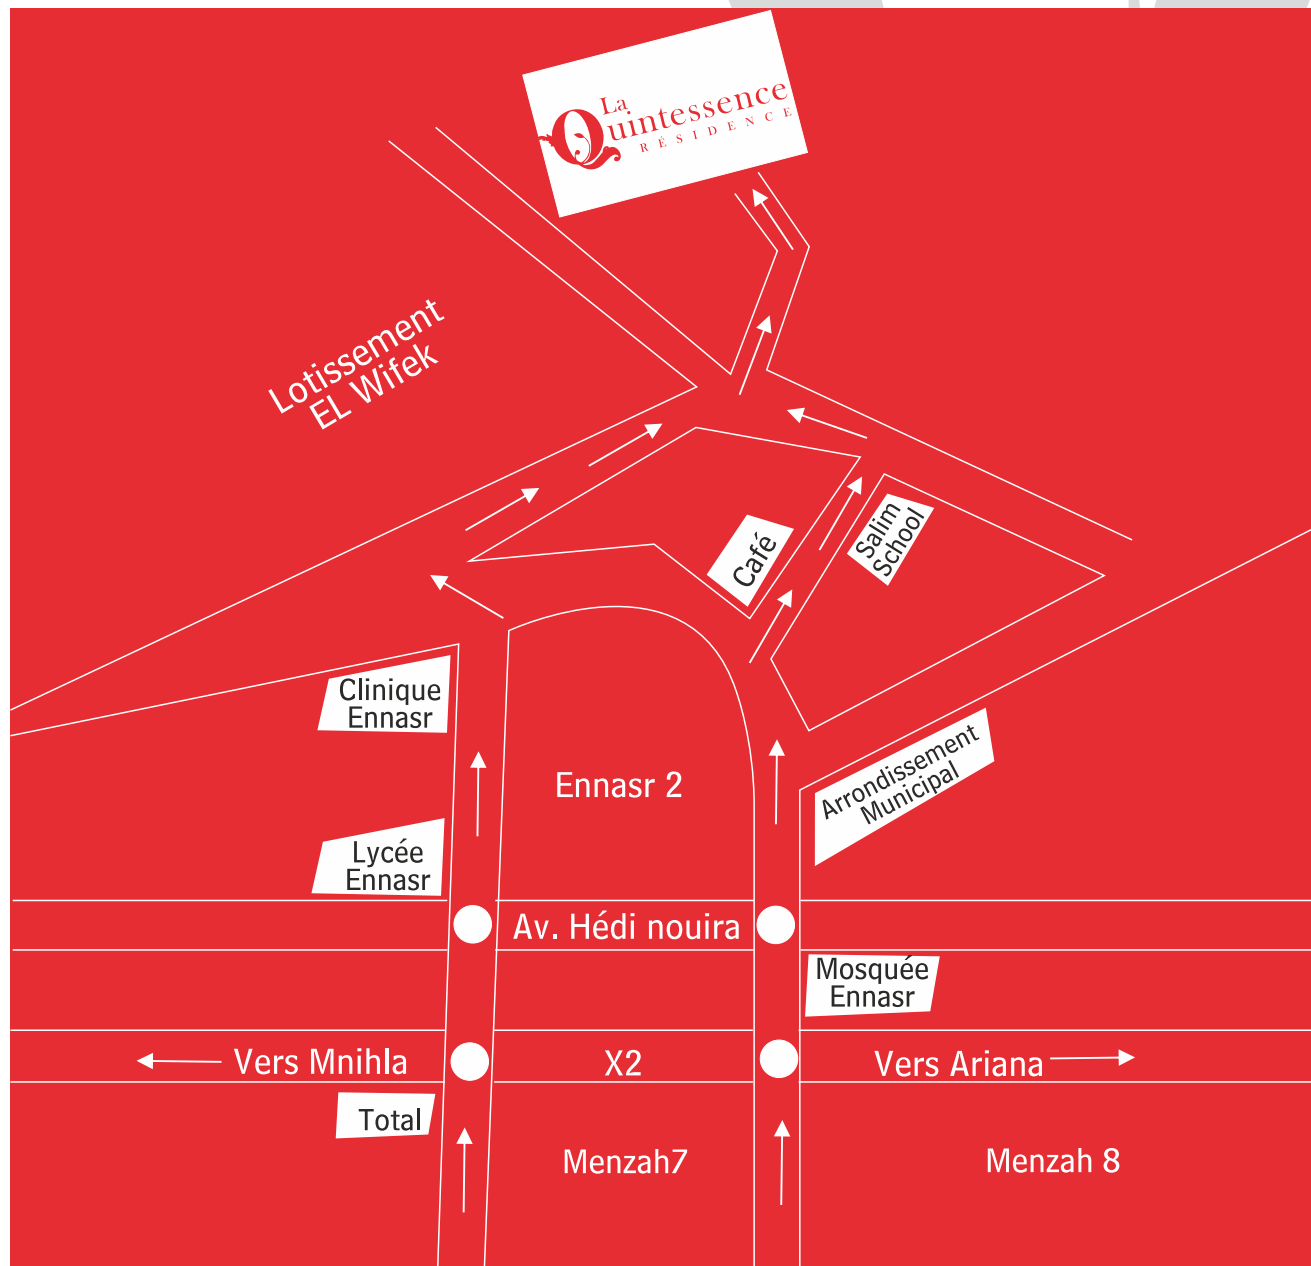 La
Quintessence
RÉSIDENCE
Lotissement
EL Wifek
Café
Salim
School
Clinique
Ennasr
Ennasr 2
Arrondissement
Municipal
Lycée
Ennasr
Av. Hédi nouira
Mosquée
Ennasr
Vers Mnihla
X2
Vers Ariana
Total
Menzah7
Menzah 8